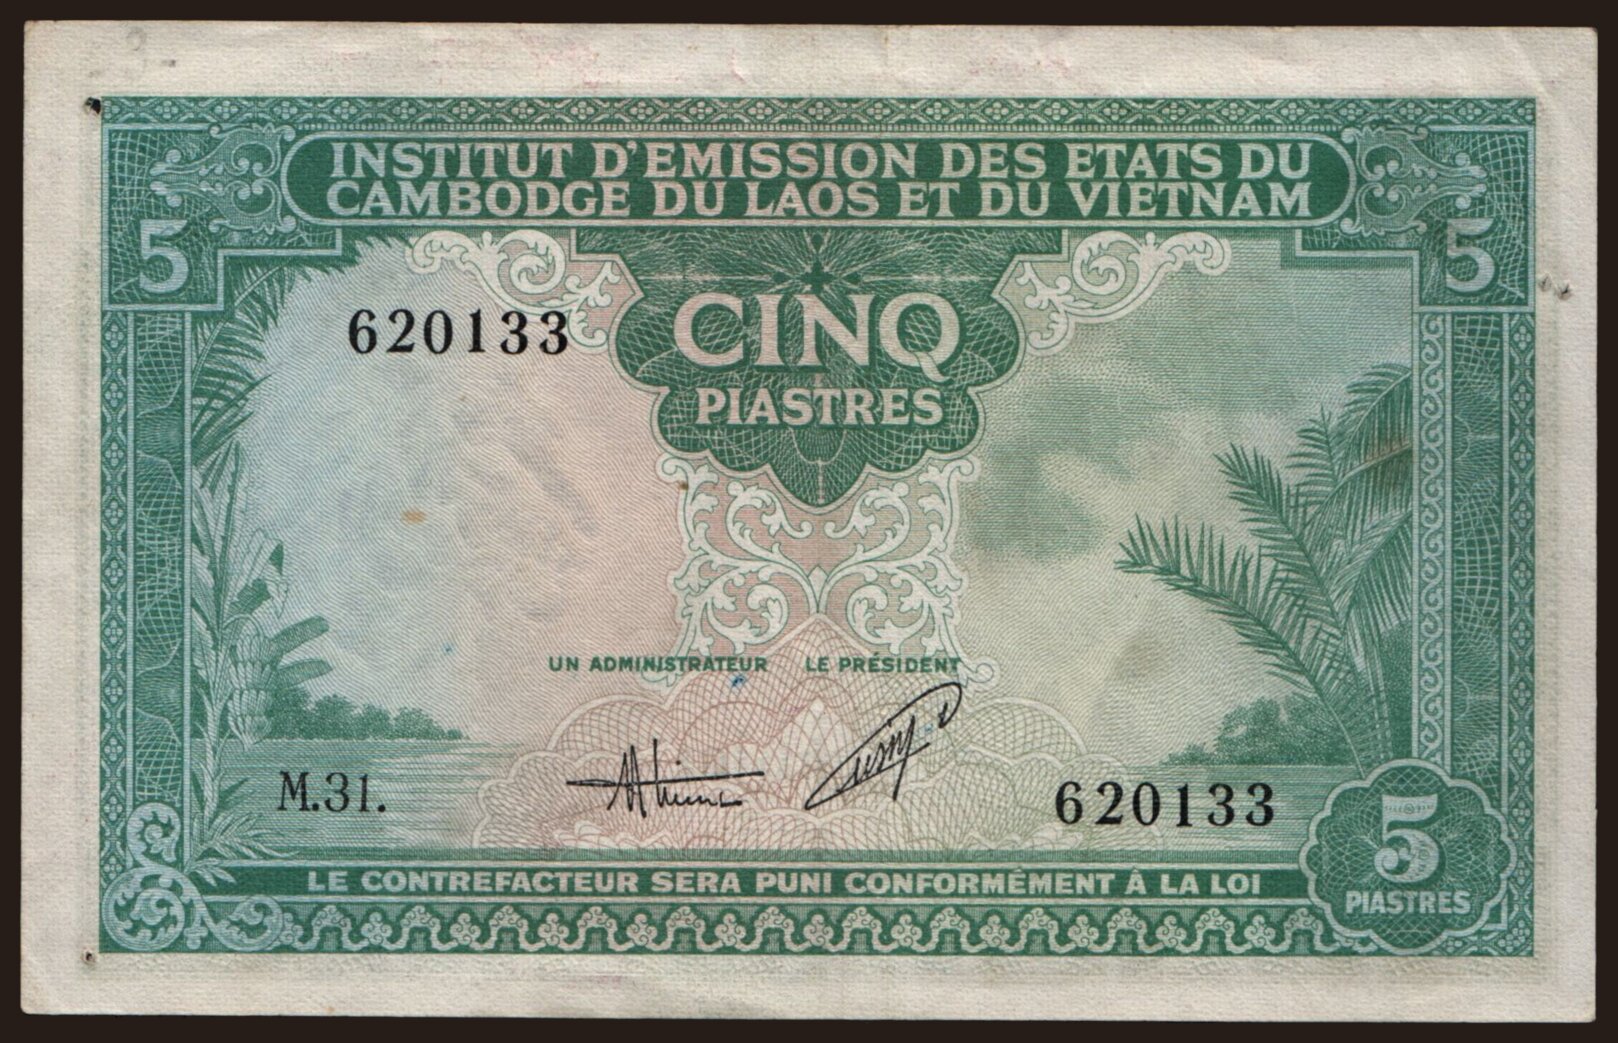 INSTITUT D'EMISSION DES ETATS DU
CAMBODGE DU LAOS ET DU VIETNAM
5
5
620133
CINQ
PIASTRES
UN ADMINISTRATEUR LE PRÉSIDENT
M.31.
620133
5
PIASTRES
LE CONTREFACTEUR SERA PUNI CONFORMÉMENT À LA LOI